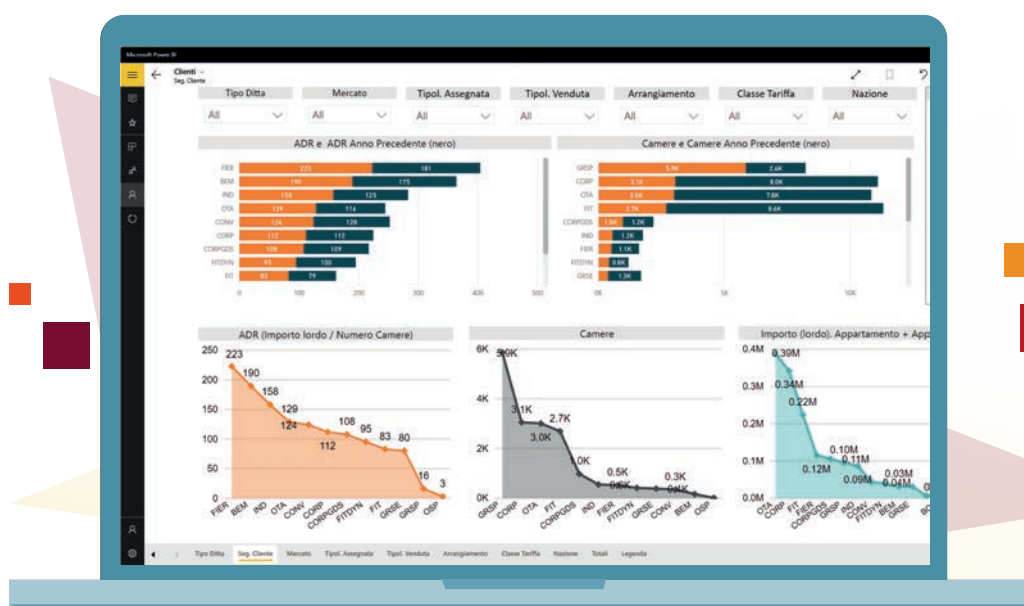 Microsoft Power BI
Clienti
Seg. Cliente
Tipo Ditta Mercato Tipol. Assegnata Tipol. Venduta Arrangiamento Classe Tariffa Nazione
All All All All All All All
ADR e ADR Anno Precedente (nero)
FIER 223 181
BEM 190 175
IND 158 125
OTA 129 116
CONV 124 128
CORP 112 112
CORPGDS 108 109
FITDYN 95 100
FIT 83 79
0 100 200 300 400 500
Camere e Camere Anno Precedente (nero)
GRSP 5.9K 2.4K
CORP 3.1K 8.0K
OTA 3.0K 7.8K
FIT 2.7K 8.6K
CORPGDS 1.0K 1.2K
IND 1.2K
FIER 1.1K
FITDYN 0.8K
GRSE 1.3K
0K 5K 10K
ADR (Importo lordo / Numero Camere)
250
200
150
100
50
0
223
190
158
129
124
112
108
95
83
80
16
3
FIER BEM IND OTA CONV CORP CORPGDS FITDYN FIT GRSE GRSP OSP
Camere
6K
4K
2K
0K
5.9K
3.1K
3.0K
2.7K
0.5K
0.3K
GRSP CORP OTA FIT CORPGDS IND FIER FITDYN GRSE CONV BEM OSP
Importo (lordo). Appartamento + App
0.4M
0.3M
0.2M
0.1M
0.0M
0.39M
0.34M
0.22M
0.12M
0.10M
0.11M
0.09M
0.04M
0.03M
OTA CORP FIT FIER CORPGDS GRSP IND CONV FITDYN BEM GRSE
Tipo Ditta Seg. Cliente Mercato Tipol. Assegnata Tipol. Venduta Arrangiamento Classe Tariffa Nazione Totali Legenda